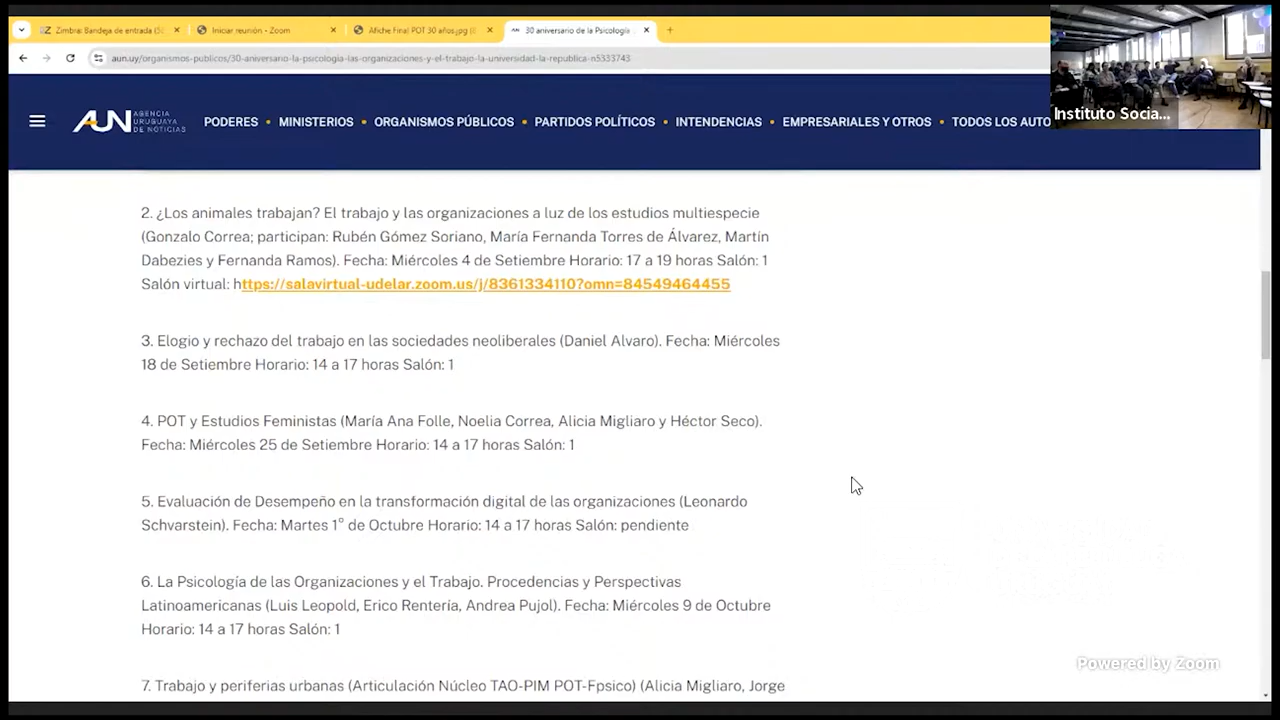 Zimbra: Bandeja de entrada (50
Iniciar reunión - Zoom
Afiche Final POT 30 años.jpg (
30 aniversario de la Psicología
aun.uy/organismos-publicos/30-aniversario-la-psicologia-las-organizaciones-y-el-trabajo-la-universidad-la-republica-n5333743
AUN AGENCIA URUGUAYA DE NOTICIAS
PODERES • MINISTERIOS • ORGANISMOS PÚBLICOS • PARTIDOS POLÍTICOS • INTENDENCIAS • EMPRESARIALES Y OTROS • TODOS LOS AUTO
Instituto Socia...
2. ¿Los animales trabajan? El trabajo y las organizaciones a luz de los estudios multiespecie
(Gonzalo Correa; participan: Rubén Gómez Soriano, María Fernanda Torres de Álvarez, Martín
Dabezies y Fernanda Ramos). Fecha: Miércoles 4 de Setiembre Horario: 17 a 19 horas Salón: 1
Salón virtual: https://salavirtual-udelar.zoom.us/j/8361334110?omn=84549464455
3. Elogio y rechazo del trabajo en las sociedades neoliberales (Daniel Alvaro). Fecha: Miércoles
18 de Setiembre Horario: 14 a 17 horas Salón: 1
4. POT y Estudios Feministas (María Ana Folle, Noelia Correa, Alicia Migliaro y Héctor Seco).
Fecha: Miércoles 25 de Setiembre Horario: 14 a 17 horas Salón: 1
5. Evaluación de Desempeño en la transformación digital de las organizaciones (Leonardo
Schvarstein). Fecha: Martes 1° de Octubre Horario: 14 a 17 horas Salón: pendiente
6. La Psicología de las Organizaciones y el Trabajo. Procedencias y Perspectivas
Latinoamericanas (Luis Leopold, Erico Rentería, Andrea Pujol). Fecha: Miércoles 9 de Octubre
Horario: 14 a 17 horas Salón: 1
7. Trabajo y periferias urbanas (Articulación Núcleo TAO-PIM POT-Fpsico) (Alicia Migliaro, Jorge
Powered by Zoom